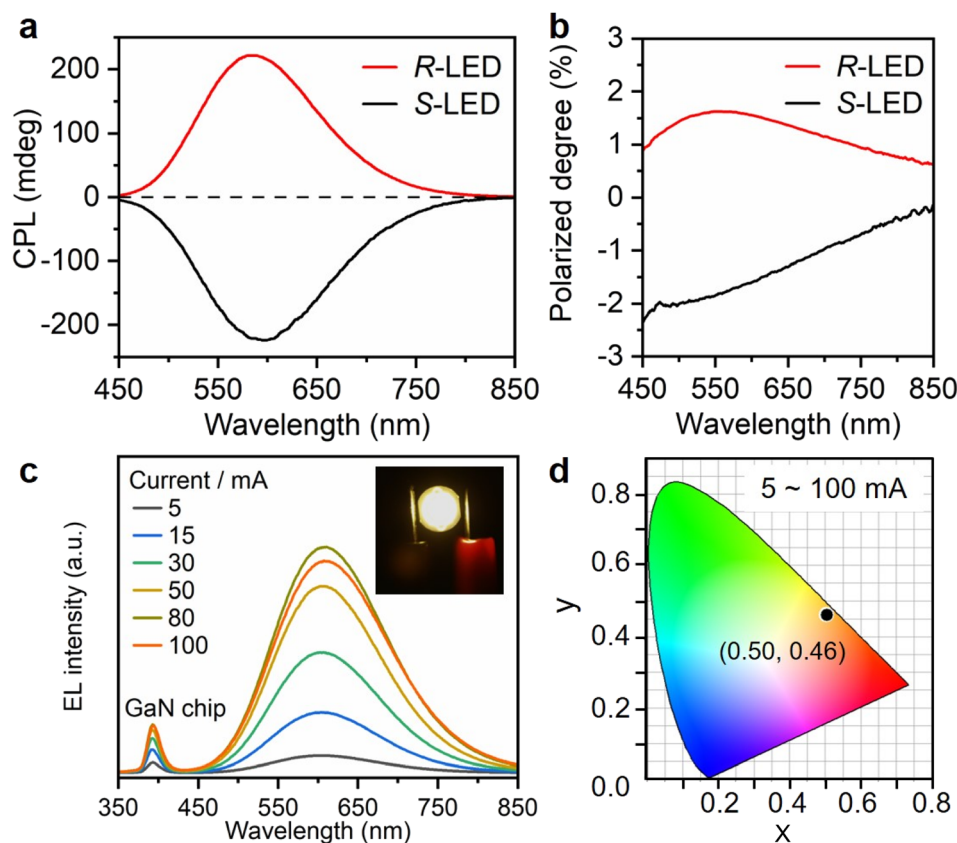 a
200
100
0
-100
-200
CPL (mdeg)
R-LED
S-LED
450 550 650 750 850
Wavelength (nm)
b
3
2
1
0
-1
-2
-3
Polarized degree (%)
R-LED
S-LED
450 550 650 750 850
Wavelength (nm)
c
Current / mA
5
15
30
50
80
100
GaN chip
EL intensity (a.u.)
350 450 550 650 750 850
Wavelength (nm)
d
5 ~ 100 mA
0.8
0.6
0.4
0.2
0.0
y
(0.50, 0.46)
0.2 0.4 0.6 0.8
X